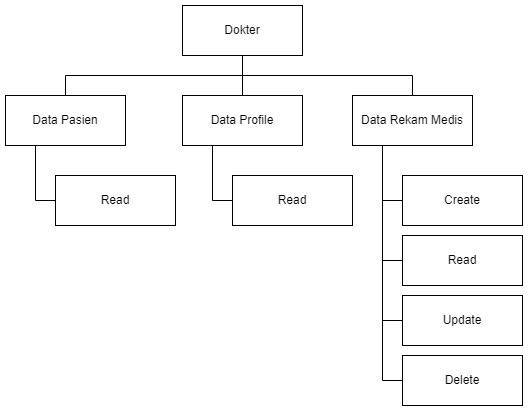 Dokter
Data Pasien
Data Profile
Data Rekam Medis
Read
Read
Create
Read
Update
Delete